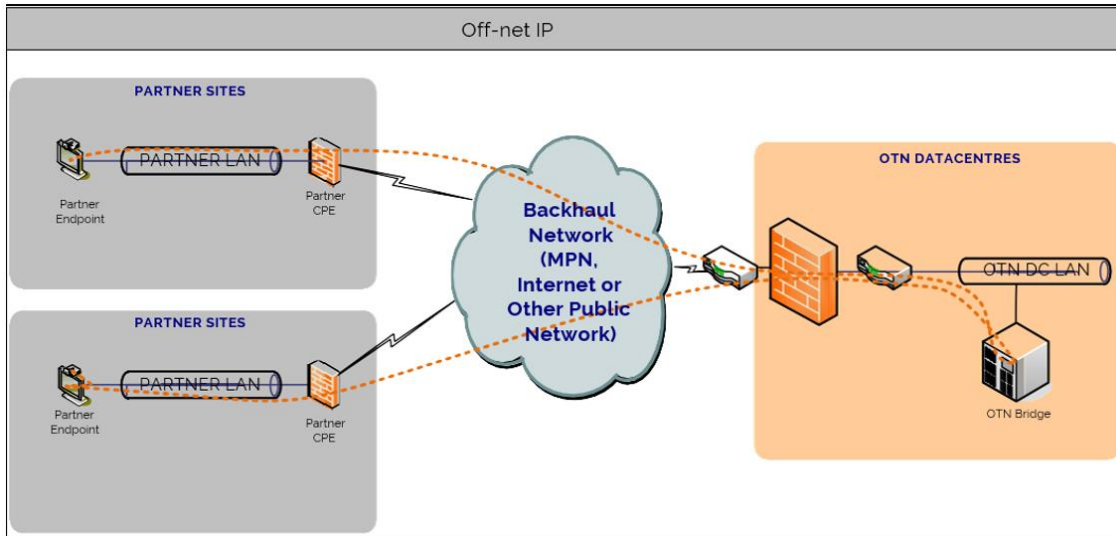 Off-net IP
PARTNER SITES
PARTNER LAN
Partner
Endpoint
Partner
CPE
PARTNER SITES
PARTNER LAN
Partner
Endpoint
Partner
CPE
Backhaul
Network
(MPN,
Internet or
Other Public
Network)
OTN DATACENTRES
OTN DC LAN
OTN Bridge